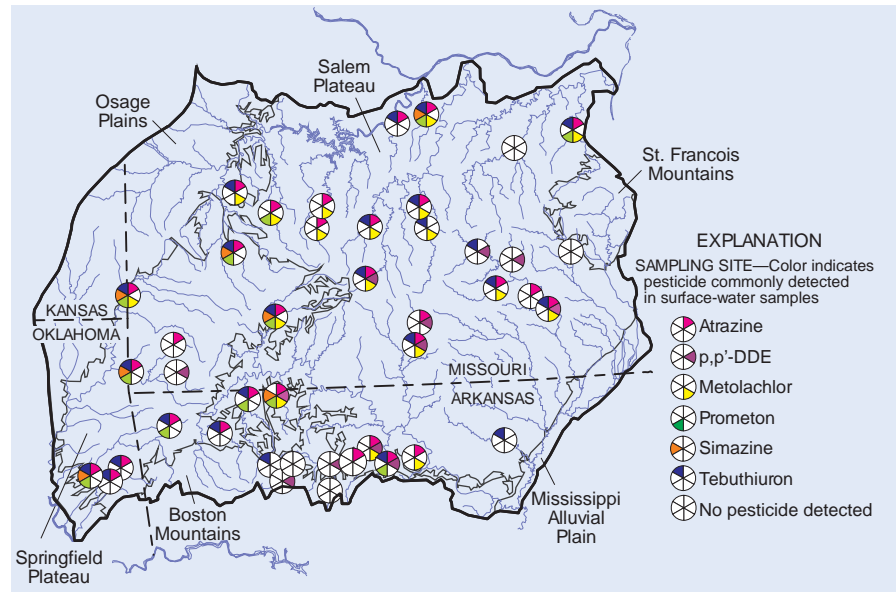 Salem
Plateau
Osage
Plains
St. Francois
Mountains
KANSAS
OKLAHOMA
MISSOURI
ARKANSAS
Springfield
Plateau
Boston
Mountains
Mississippi
Alluvial
Plain
EXPLANATION
SAMPLING SITE—Color indicates
pesticide commonly detected
in surface-water samples
Atrazine
p,p'-DDE
Metolachlor
Prometon
Simazine
Tebuthiuron
No pesticide detected